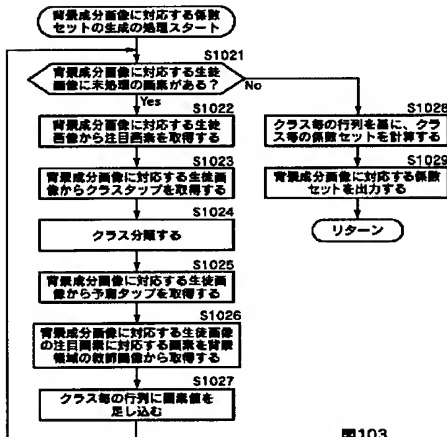 背景成分画像に対応する係数
セットの生成の処理スタート
S1021
背景成分画像に対応する生徒
画像に未処理の画素がある?
No
Yes
S1022
背景成分画像に対応する生徒
画像から注目画素を取得する
S1023
背景成分画像に対応する生徒画
像からクラスタップを取得する
S1024
クラス分類する
S1025
背景成分画像に対応する生徒画
像から予測タップを取得する
S1026
背景成分画像に対応する生徒画像
の注目画素に対応する画素を背景
領域の教師画像から取得する
S1027
クラス毎の行列に画素値を
足し込む
S1028
クラス毎の行列を基に、クラ
ス毎の係数セットを計算する
S1029
背景成分画像に対応する係数
セットを出力する
リターン
図103